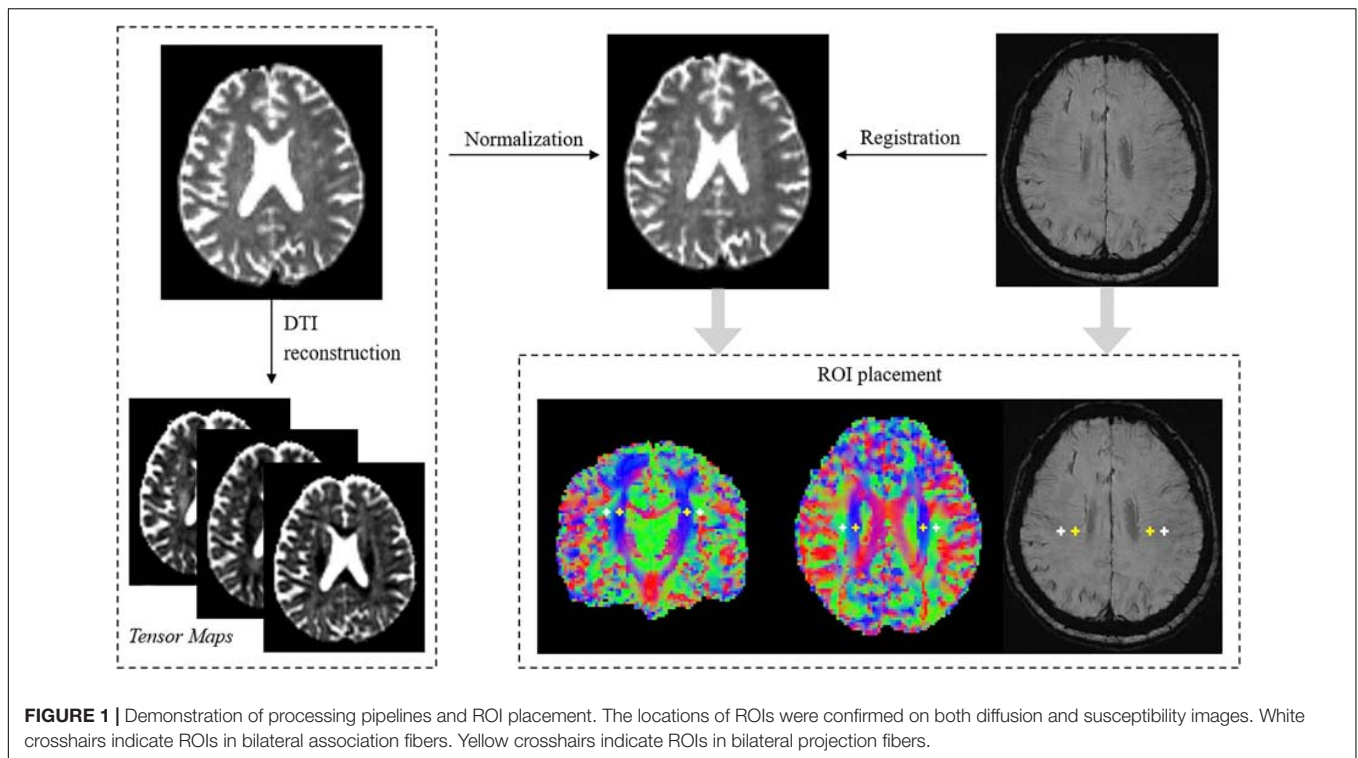 Normalization
Registration
DTI
reconstruction
Tensor Maps
ROI placement
FIGURE 1 | Demonstration of processing pipelines and ROI placement. The locations of ROIs were confirmed on both diffusion and susceptibility images. White
crosshairs indicate ROIs in bilateral association fibers. Yellow crosshairs indicate ROIs in bilateral projection fibers.